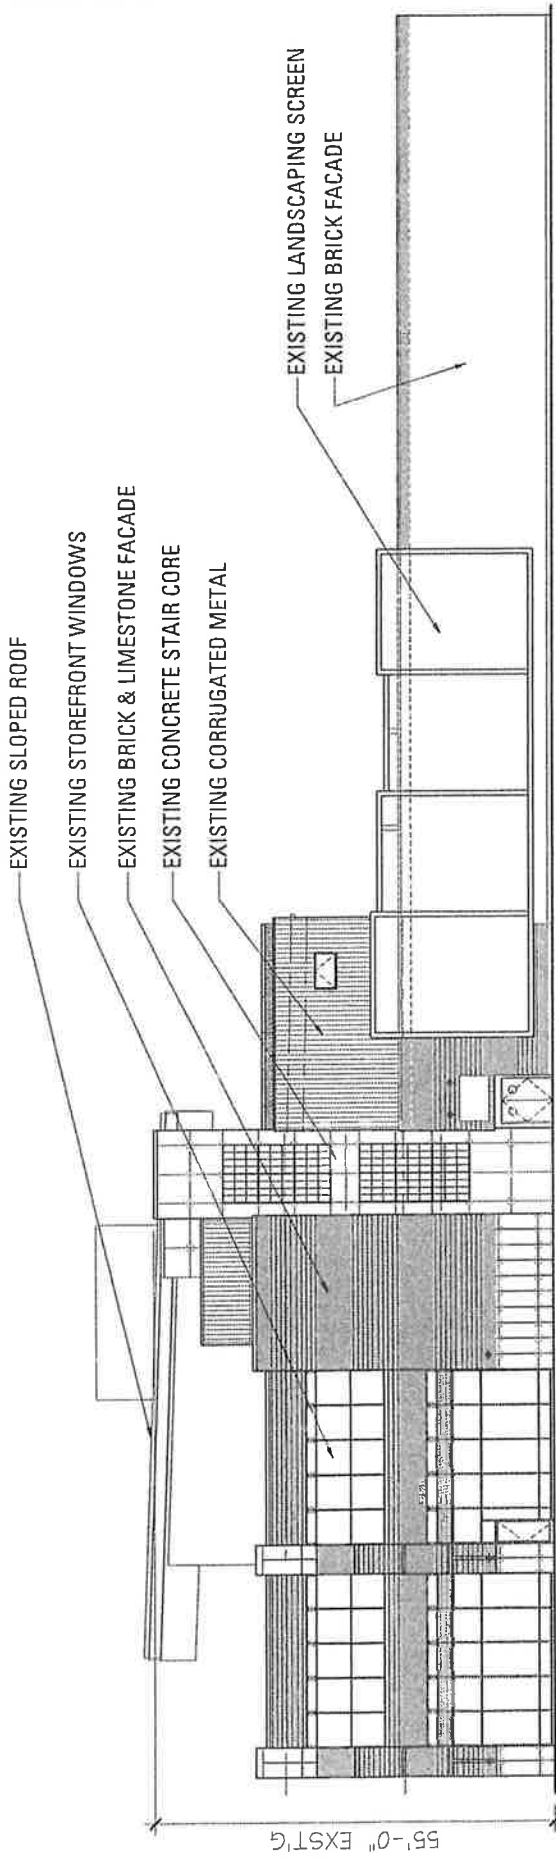 EXISTING SLOPED ROOF
EXISTING STOREFRONT WINDOWS
EXISTING BRICK & LIMESTONE FACADE
EXISTING CONCRETE STAIR CORE
EXISTING CORRUGATED METAL
EXISTING LANDSCAPING SCREEN
EXISTING BRICK FACADE
55'-0" EXST'G